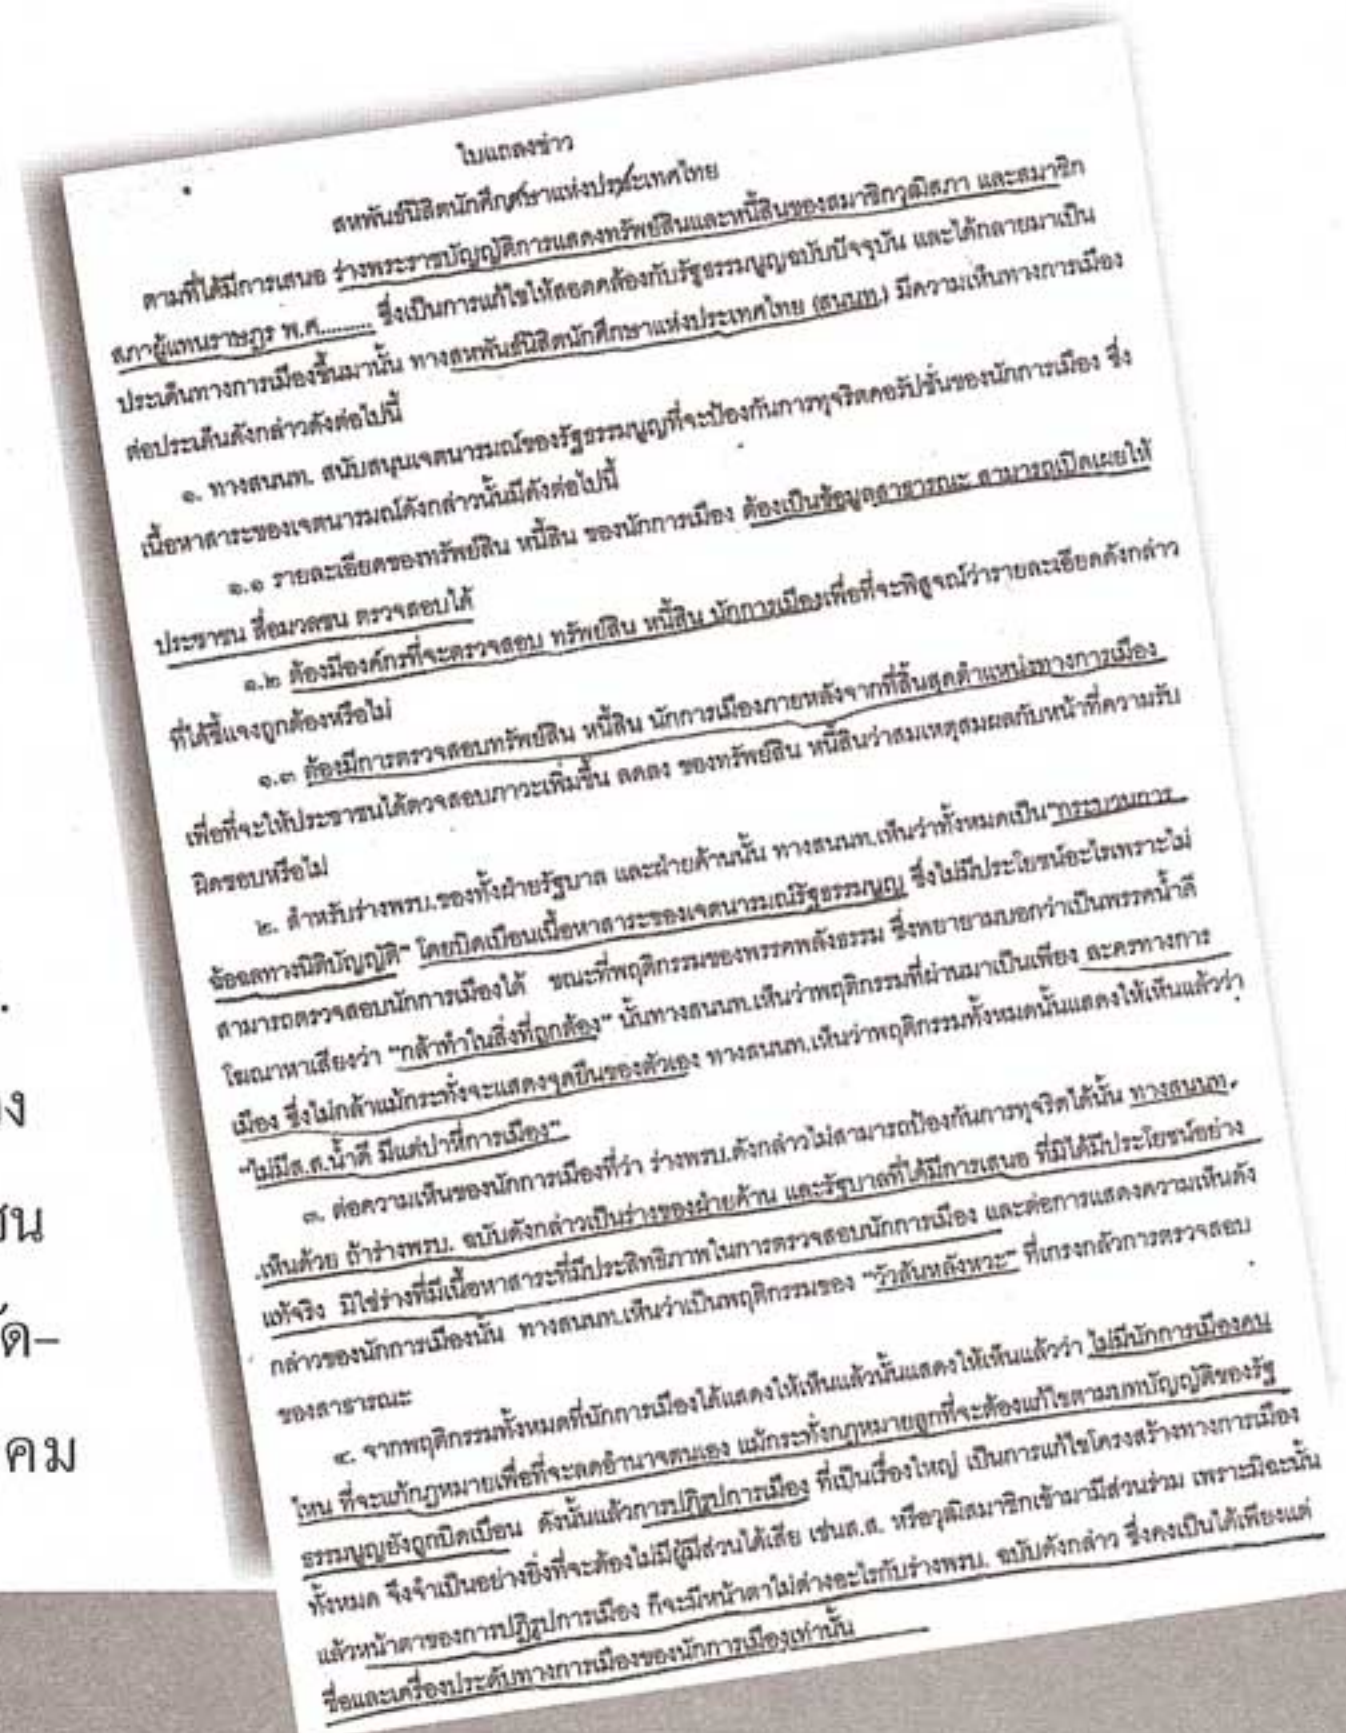 ใบแถลงข่าว
สหพันธ์นิสิตนักศึกษาแห่งประเทศไทย
ตามที่ได้มีการเสนอ ร่างพระราชบัญญัติการแสดงทรัพย์สินและหนี้สินของสมาชิกวุฒิสภา และสมาชิก
สภาผู้แทนราษฎร พ.ศ......... ซึ่งเป็นการแก้ไขให้สอดคล้องกับรัฐธรรมนูญฉบับปัจจุบัน และได้กลายมาเป็น
ประเด็นทางการเมืองขึ้นมานั้น ทางสหพันธ์นิสิตนักศึกษาแห่งประเทศไทย (สนนท.) มีความเห็นทางการเมือง
ต่อประเด็นดังกล่าวดังต่อไปนี้
๑. ทางสนนท. สนับสนุนเจตนารมณ์ของรัฐธรรมนูญที่จะป้องกันการทุจริตคอรัปชั่นของนักการเมือง ซึ่ง
เนื้อหาสาระของเจตนารมณ์ดังกล่าวนั้นมีดังต่อไปนี้
๑.๑ รายละเอียดของทรัพย์สิน หนี้สิน ของนักการเมือง ต้องเป็นข้อมูลสาธารณะ สามารถเปิดเผยให้
ประชาชน สื่อมวลชน ตรวจสอบได้
๑.๒ ต้องมีองค์กรที่จะตรวจสอบ ทรัพย์สิน หนี้สิน นักการเมืองเพื่อที่จะพิสูจน์ว่ารายละเอียดดังกล่าว
ที่ได้ชี้แจงถูกต้องหรือไม่
๑.๓ ต้องมีการตรวจสอบทรัพย์สิน หนี้สิน นักการเมืองภายหลังจากที่สิ้นสุดตำแหน่งทางการเมือง
เพื่อที่จะให้ประชาชนได้ตวจสอบภาวะเพิ่มขึ้น ลดลง ของทรัพย์สิน หนี้สินว่าสมเหตุสมผลกับหน้าที่ความรับ
ผิดชอบหรือไม่
๒. สำหรับร่างพรบ.ของทั้งฝ่ายรัฐบาล และฝ่ายค้านนั้น ทางสนนท.เห็นว่าทั้งหมดเป็น"กระบวนการ
ฉ้อฉลทางนิติบัญญัติ" โดยบิดเบือนเนื้อหาสาระของเจตนารมณ์รัฐธรรมนูญ ซึ่งไม่มีประโยชน์อะไรเพราะไม่
สามารถตรวจสอบนักการเมืองได้ ขณะที่พฤติกรรมของพรรคพลังธรรม ซึ่งพยายามบอกว่าเป็นพรรคน้ำดี
โฆณาหาเสียงว่า "กล้าทำในสิ่งที่ถูกต้อง" นั้นทางสนนท.เห็นว่าพฤติกรรมที่ผ่านมาเป็นเพียง ละครทางการ
เมือง ซึ่งไม่กล้าแม้กระทั่งจะแสดงจุดยืนของตัวเอง ทางสนนท.เห็นว่าพฤติกรรมทั้งหมดนั้นแสดงให้เห็นแล้วว่า
"ไม่มีส.ส.น้ำดี มีแต่ปาหี่การเมือง"
๓. ต่อความเห็นของนักการเมืองที่ว่า ร่างพรบ.ดังกล่าวไม่สามารถป้องกันการทุจริตได้นั้น ทางสนนท.
เห็นด้วย ถ้าร่างพรบ. ฉบับดังกล่าวเป็นร่างของฝ่ายค้าน และรัฐบาลที่ได้มีการเสนอ ที่มิได้มีประโยชน์อย่าง
แท้จริง มิใช่ร่างที่มีเนื้อหาสาระที่มีประสิทธิภาพในการตรวจสอบนักการเมือง และต่อการแสดงความเห็นดัง
กล่าวของนักการเมืองนั้น ทางสนนท.เห็นว่าเป็นพฤติกรรมของ "วัวสันหลังหวะ" ที่เกรงกลัวการตรวจสอบ
ของสาธารณะ
๔. จากพฤติกรรมทั้งหมดที่นักการเมืองได้แสดงให้เห็นแล้วนั้นแสดงให้เห็นแล้วว่า ไม่มีนักการเมืองคน
ไหน ที่จะแก้กฎหมายเพื่อที่จะลดอำนาจตนเอง แม้กระทั่งกฎหมายลูกที่จะต้องแก้ไขตามบทบัญญัติของรัฐ
ธรรมนูญยังถูกบิดเบือน ดังนั้นแล้วการปฏิรูปการเมือง ที่เป็นเรื่องใหญ่ เป็นการแก้ไขโครงสร้างทางการเมือง
ทั้งหมด จึงจำเป็นอย่างยิ่งที่จะต้องไม่มีผู้มีส่วนได้เสีย เช่นส.ส. หรือวุฒิสมาชิกเข้ามามีส่วนร่วม เพราะมิฉะนั้น
แล้วหน้าตาของการปฏิรูปการเมือง ก็จะมีหน้าตาไม่ต่างอะไรกับร่างพรบ. ฉบับดังกล่าว ซึ่งคงเป็นได้เพียงแต่
ชื่อและเครื่องประดับทางการเมืองของนักการเมืองเท่านั้น
คม